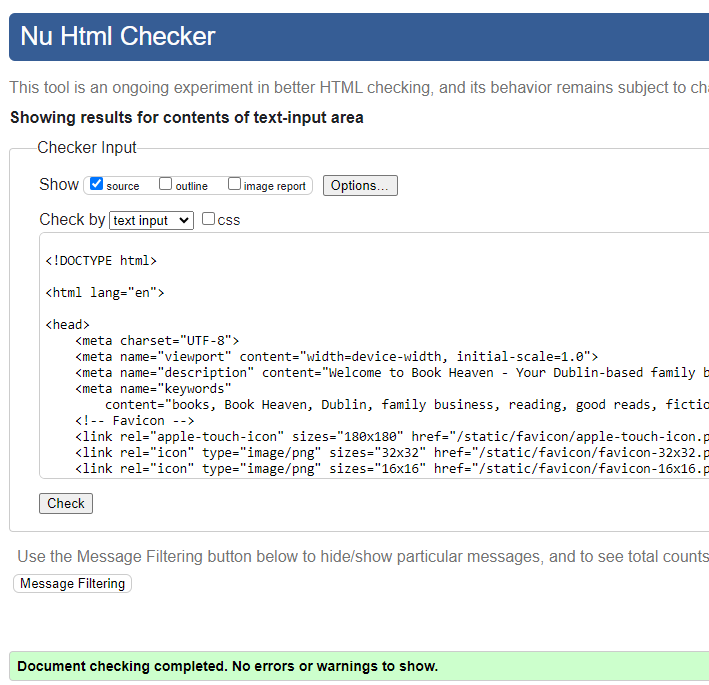 Nu Html Checker
This tool is an ongoing experiment in better HTML checking, and its behavior remains subject to
Showing results for contents of text-input area
Checker Input
Show source outline image report Options...
Check by text input css
<!DOCTYPE html>
<html lang="en">
<head>
<meta charset="UTF-8">
<meta name="viewport" content="width=device-width, initial-scale=1.0">
<meta name="description" content="Welcome to Book Heaven - Your Dublin-based family b
<meta name="keywords"
content="books, Book Heaven, Dublin, family business, reading, good reads, fictio
<!-- Favicon -->
<link rel="apple-touch-icon" sizes="180x180" href="/static/favicon/apple-touch-icon.p
<link rel="icon" type="image/png" sizes="32x32" href="/static/favicon/favicon-32x32.p
<link rel="icon" type="image/png" sizes="16x16" href="/static/favicon/favicon-16x16.p
Check
Use the Message Filtering button below to hide/show particular messages, and to see total counts
Message Filtering
Document checking completed. No errors or warnings to show.